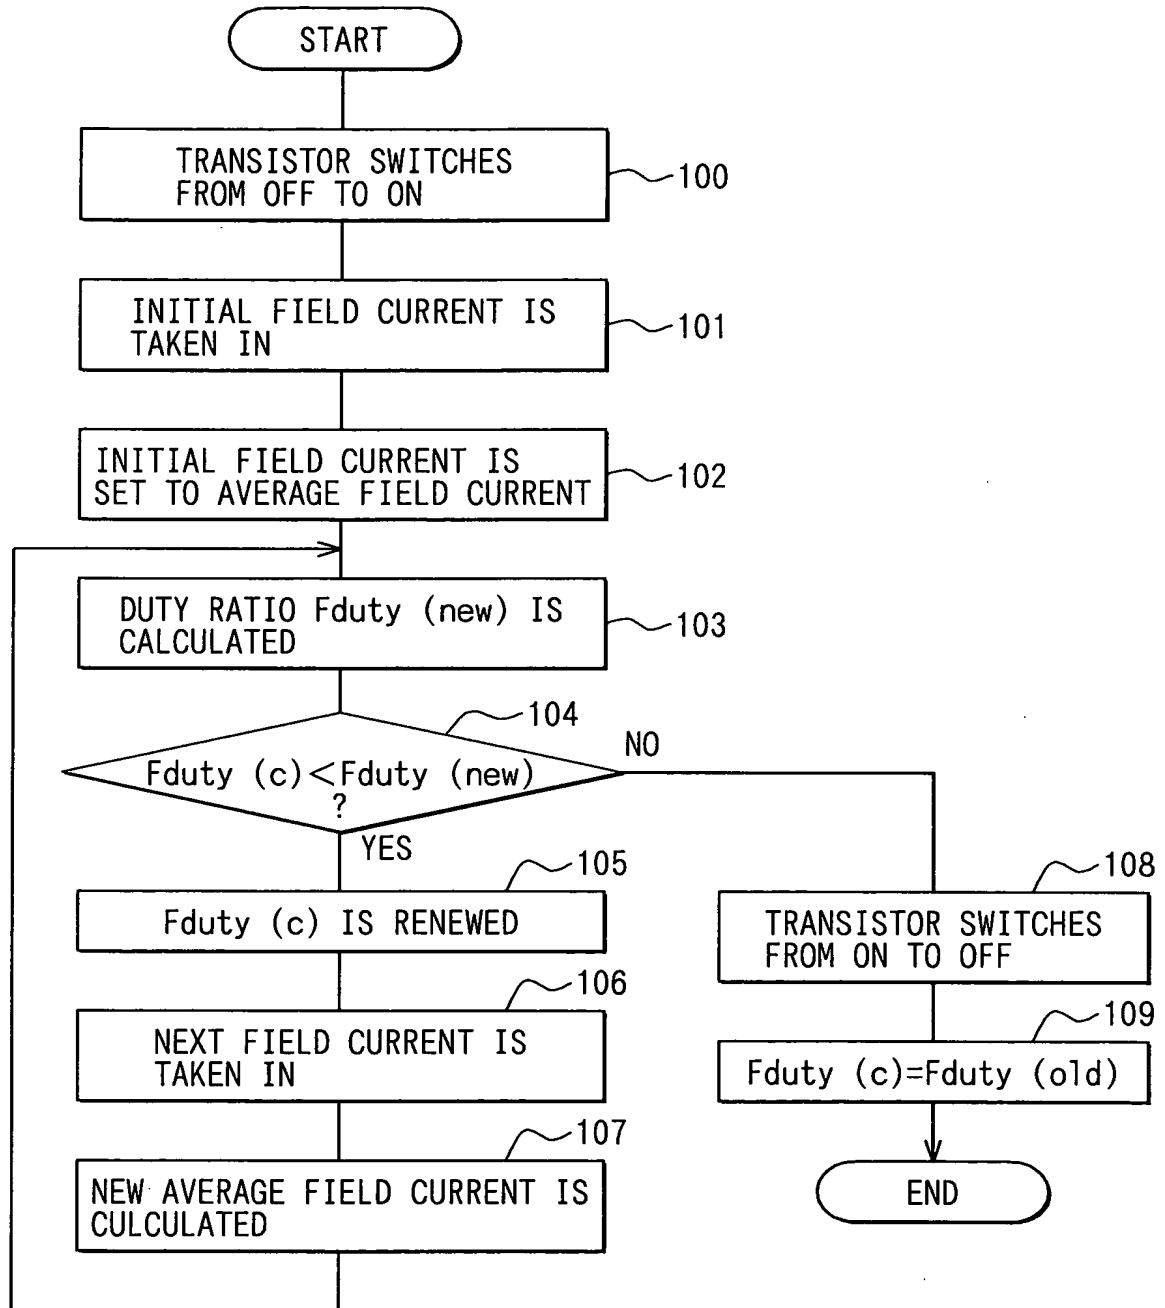 START
TRANSISTOR SWITCHES
FROM OFF TO ON
100
INITIAL FIELD CURRENT IS
TAKEN IN
101
INITIAL FIELD CURRENT IS
SET TO AVERAGE FIELD CURRENT
102
DUTY RATIO Fduty (new) IS
CALCULATED
103
104
Fduty (c)<Fduty (new)
?
NO
YES
105
Fduty (c) IS RENEWED
106
NEXT FIELD CURRENT IS
TAKEN IN
107
NEW AVERAGE FIELD CURRENT IS
CULCULATED
108
TRANSISTOR SWITCHES
FROM ON TO OFF
109
Fduty (c)=Fduty (old)
END